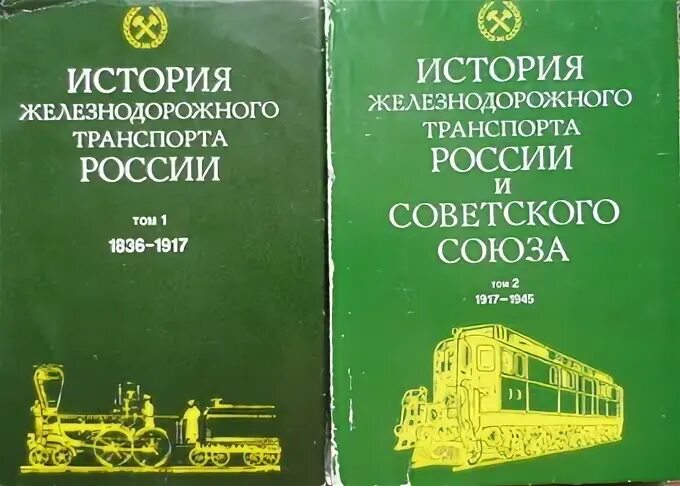 ИСТОРИЯ
ЖЕЛЕЗНОДОРОЖНОГО
ТРАНСПОРТА
РОССИИ
ТОМ 1
1836-1917
ИСТОРИЯ
ЖЕЛЕЗНОДОРОЖНОГО
ТРАНСПОРТА
РОССИИ
И
СОВЕТСКОГО
СОЮЗА
ТОМ 2
1917-1945